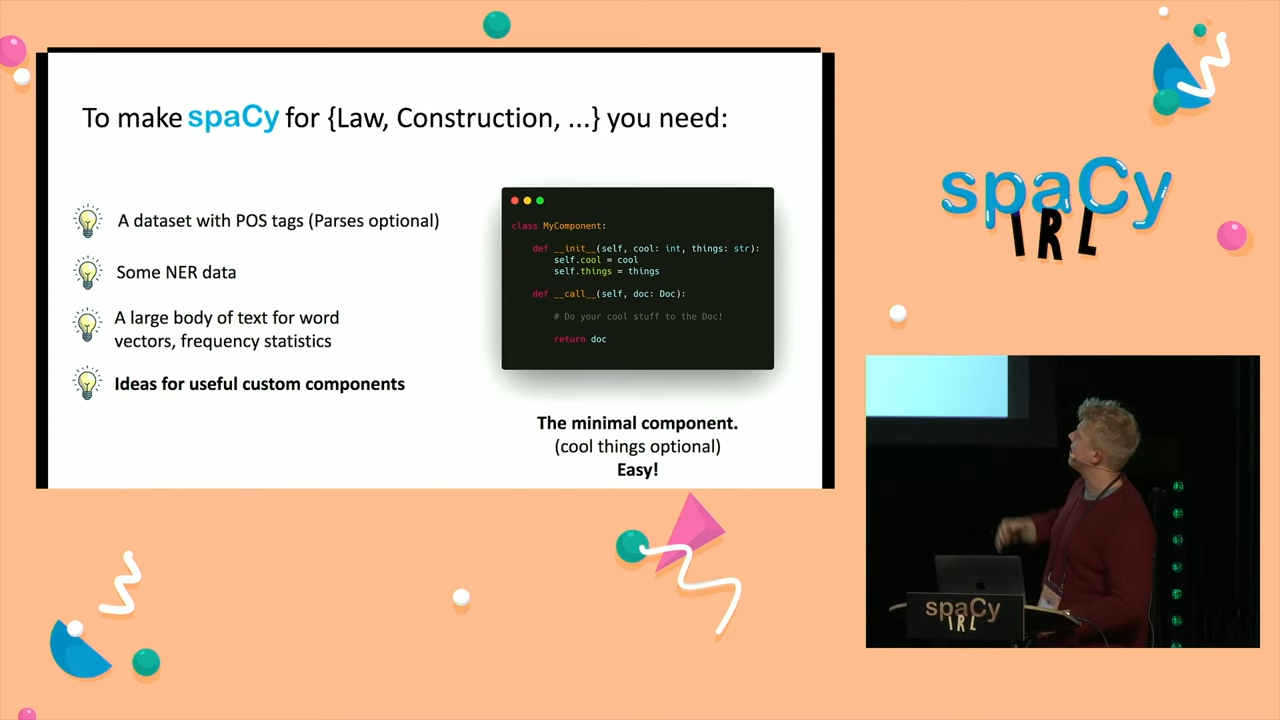 To make spaCy for {Law, Construction, ...} you need:
A dataset with POS tags (Parses optional)
Some NER data
A large body of text for word
vectors, frequency statistics
Ideas for useful custom components
class MyComponent:
def __init__(self, cool: int, things: str):
self.cool = cool
self.things = things
def __call__(self, doc: Doc):
# Do your cool stuff to the Doc!
return doc
The minimal component.
(cool things optional)
Easy!
spaCy
IRL
spaCy
IRL